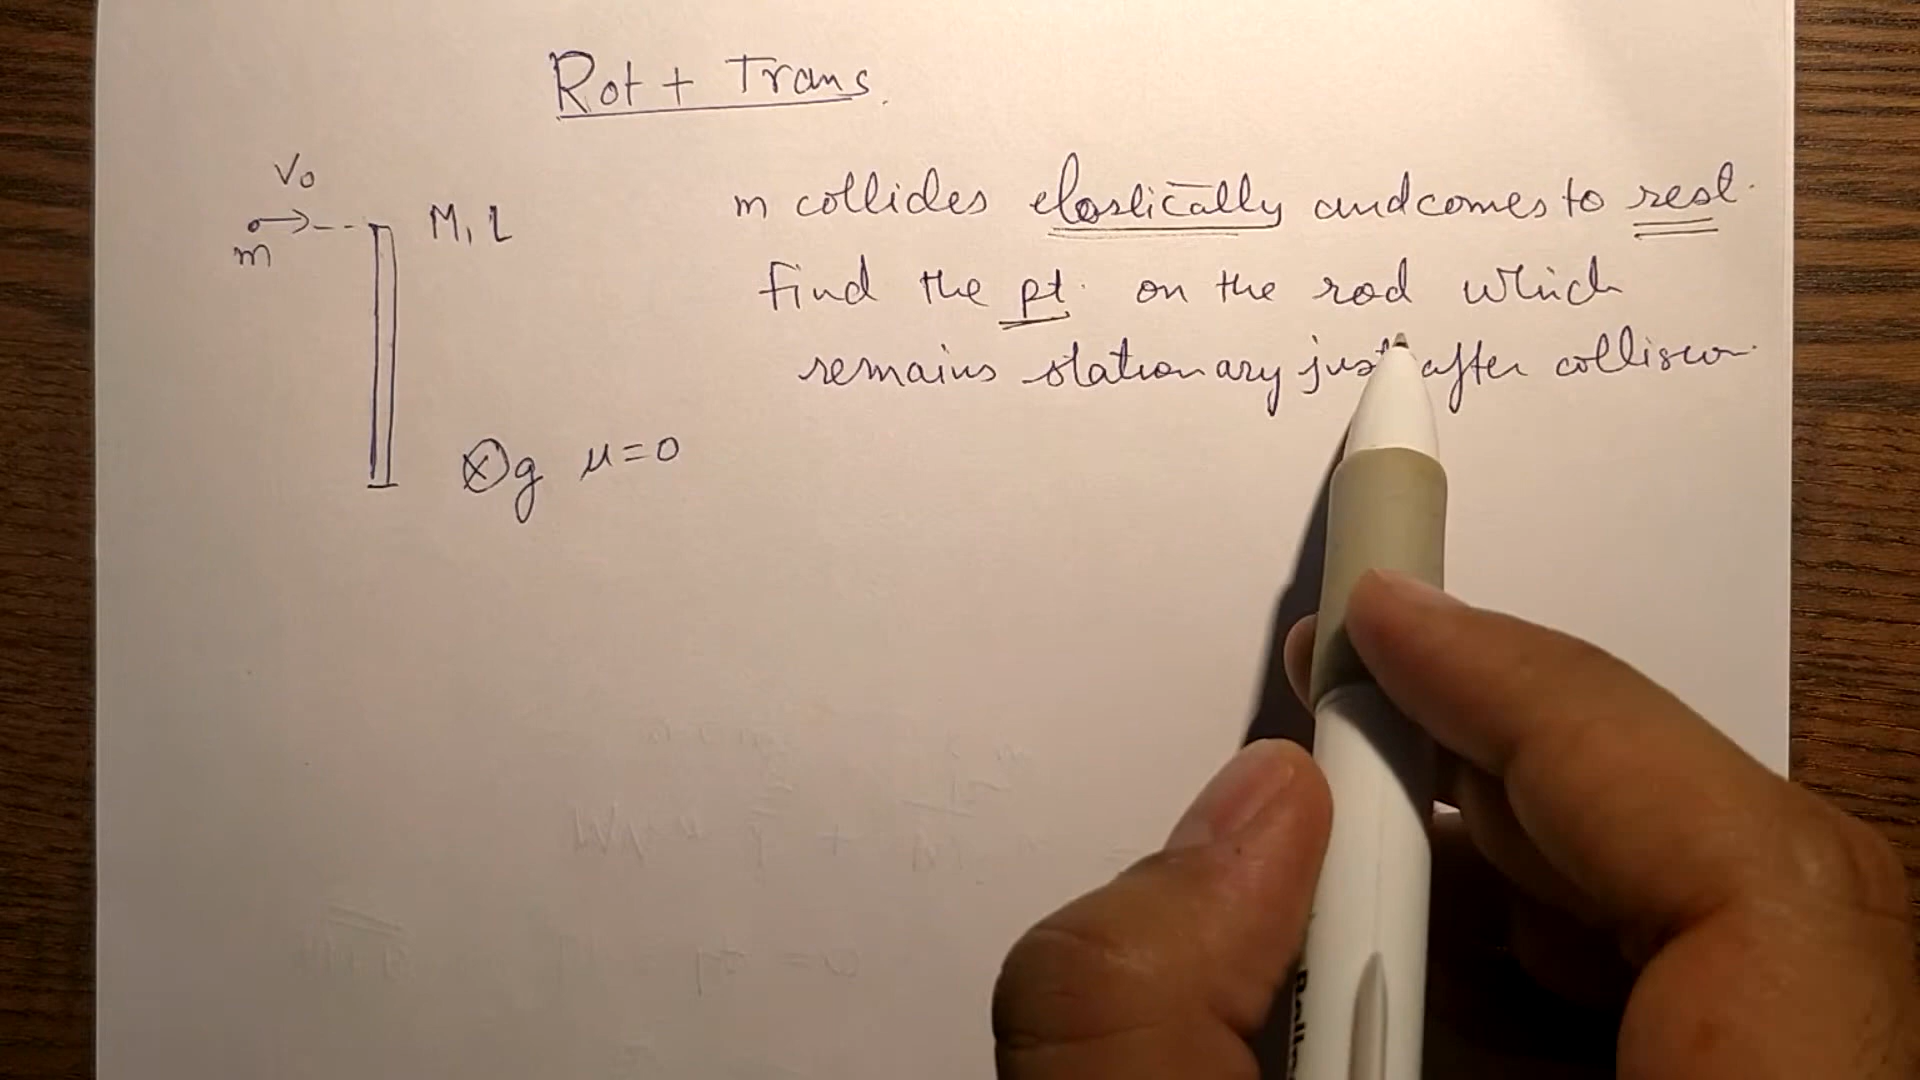 Rot + Trans.
V₀
m
M, L
m collides elastically and comes to rest.
find the pt. on the rod which
remains stationary just after collision.
⊗g μ=0